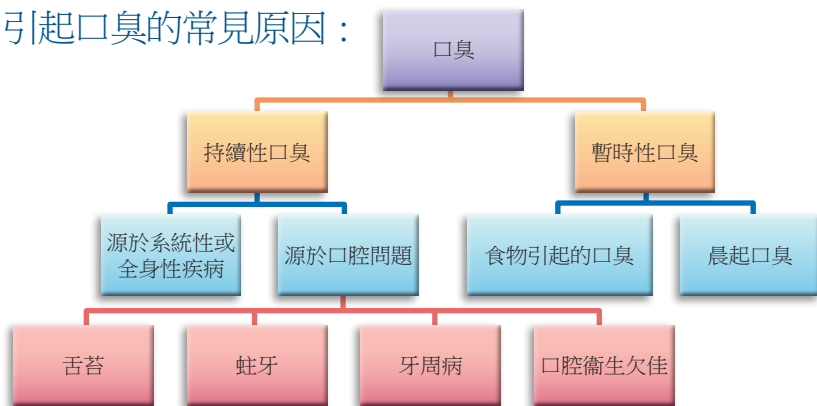 引起口臭的常見原因：
口臭
持續性口臭
暫時性口臭
源於系統性或
全身性疾病
源於口腔問題
食物引起的口臭
晨起口臭
舌苔
蛀牙
牙周病
口腔衞生欠佳